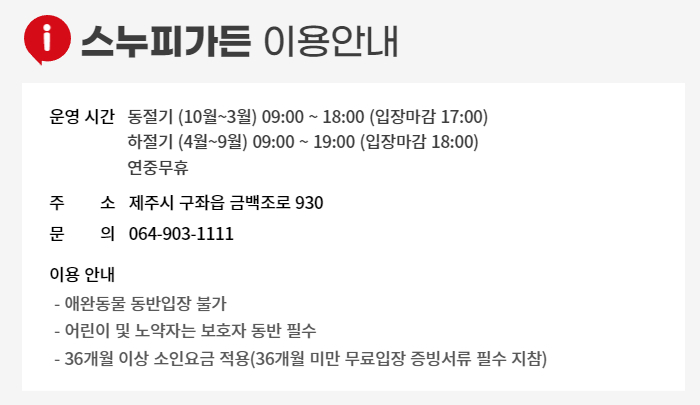 i 스누피가든 이용안내
운영 시간 동절기 (10월~3월) 09:00 ~ 18:00 (입장마감 17:00)
하절기 (4월~9월) 09:00 ~ 19:00 (입장마감 18:00)
연중무휴
주 소 제주시 구좌읍 금백조로 930
문 의 064-903-1111
이용 안내
- 애완동물 동반입장 불가
- 어린이 및 노약자는 보호자 동반 필수
- 36개월 이상 소인요금 적용(36개월 미만 무료입장 증빙서류 필수 지참)